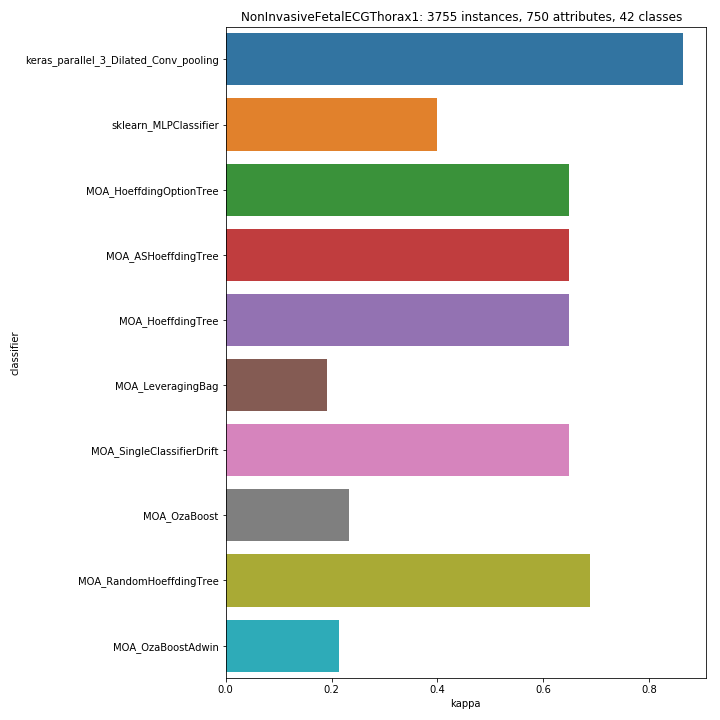 NonInvasiveFetalECGThorax1: 3755 instances, 750 attributes, 42 classes
classifier
keras_parallel_3_Dilated_Conv_pooling
sklearn_MLPClassifier
MOA_HoeffdingOptionTree
MOA_ASHoeffdingTree
MOA_HoeffdingTree
MOA_LeveragingBag
MOA_SingleClassifierDrift
MOA_OzaBoost
MOA_RandomHoeffdingTree
MOA_OzaBoostAdwin
0.0 0.2 0.4 0.6 0.8
kappa